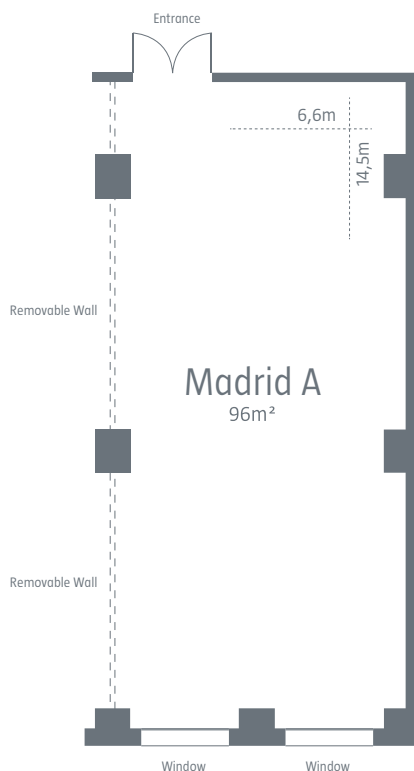 Entrance
6,6m
14,5m
Removable Wall
Madrid A
96m²
Removable Wall
Window
Window